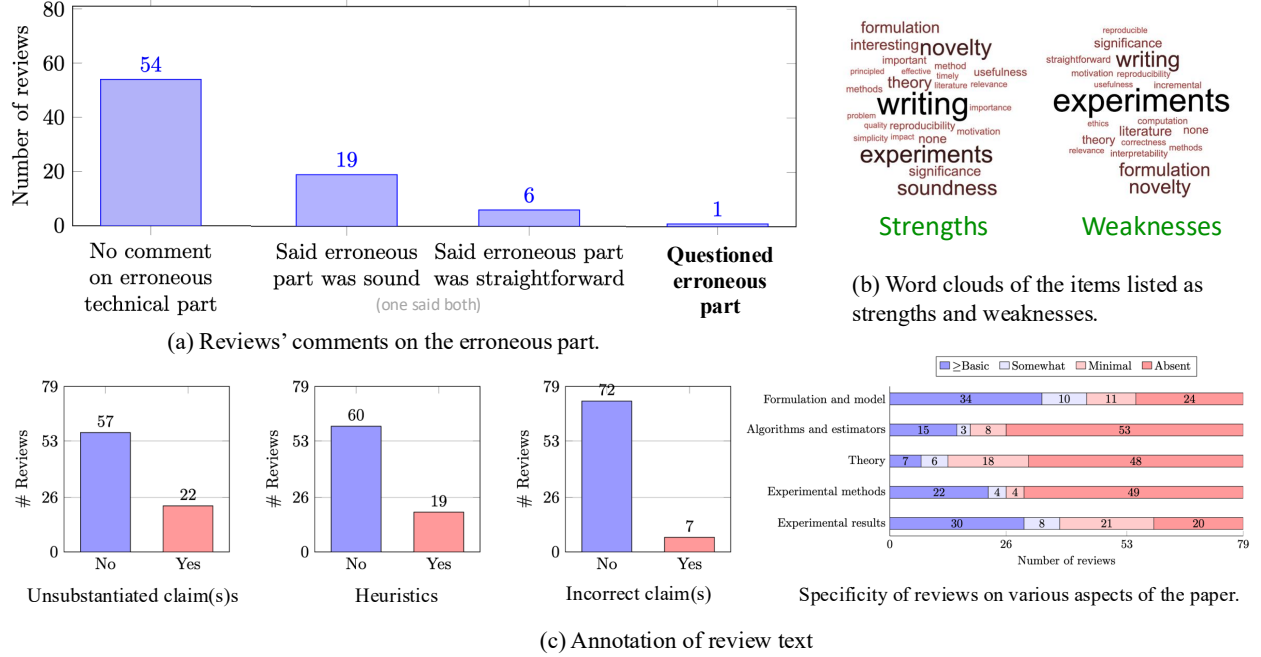 80
60
40
20
0
Number of reviews
54
19
6
1
No comment
on erroneous
technical part
Said erroneous
part was sound
Said erroneous part
was straightforward
(one said both)
Questioned
erroneous
part
(a) Reviews' comments on the erroneous part.
formulation
interesting novelty
important
method
principled
effective
timely
usefulness
methods
theory
literature
relevance
writing
importance
problem
quality
reproducibility
motivation
simplicity
impact
none
experiments
significance
soundness
Strengths
reproducible
significance
straightforward
writing
motivation
reproducibility
usefulness
incremental
experiments
ethics
computation
literature
none
theory
correctness
relevance
methods
interpretability
formulation
novelty
Weaknesses
(b) Word clouds of the items listed as
strengths and weaknesses.
79
53
26
0
# Reviews
57
22
No
Yes
Unsubstantiated claim(s)s
79
53
26
0
# Reviews
60
19
No
Yes
Heuristics
79
53
26
0
# Reviews
72
7
No
Yes
Incorrect claim(s)
≥Basic
Somewhat
Minimal
Absent
Formulation and model
34
10
11
24
Algorithms and estimators
15
3
8
53
Theory
7
6
18
48
Experimental methods
22
4
4
49
Experimental results
30
8
21
20
0
26
53
79
Number of reviews
Specificity of reviews on various aspects of the paper.
(c) Annotation of review text